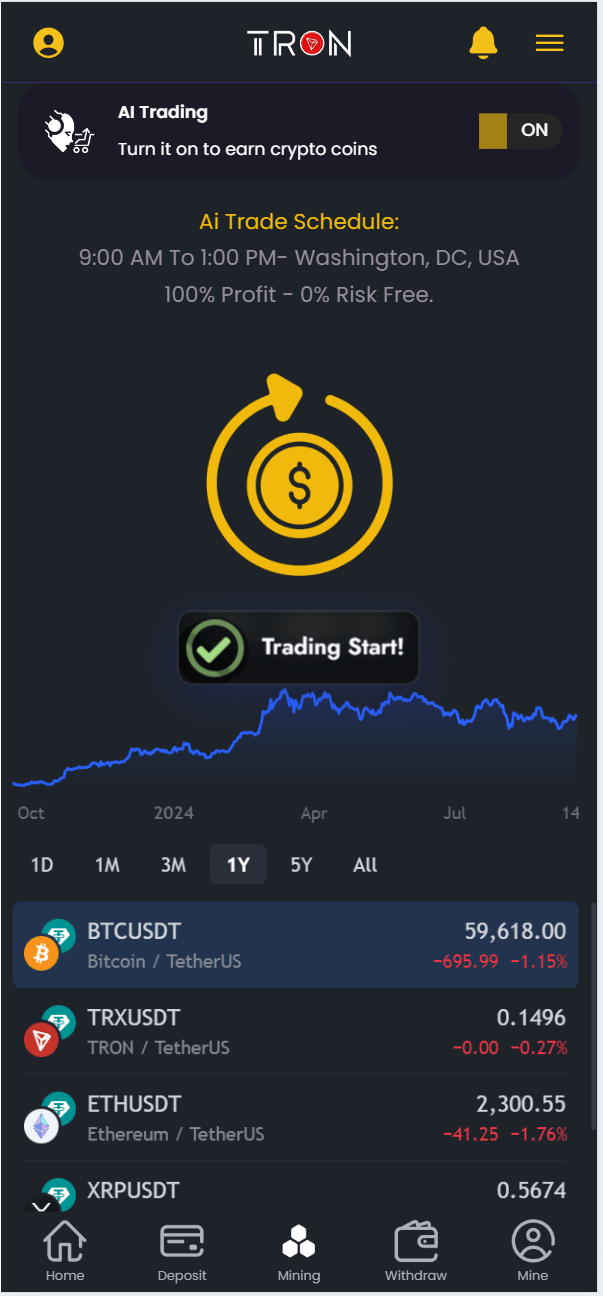 TRON
AI Trading
Turn it on to earn crypto coins
ON
Ai Trade Schedule:
9:00 AM To 1:00 PM- Washington, DC, USA
100% Profit - 0% Risk Free.
$
Trading Start!
Oct 2024 Apr Jul 14
1D 1M 3M 1Y 5Y All
BTCUSDT 59,618.00
Bitcoin / TetherUS −695.99 −1.15%
TRXUSDT 0.1496
TRON / TetherUS −0.00 −0.27%
ETHUSDT 2,300.55
Ethereum / TetherUS −41.25 −1.76%
XRPUSDT 0.5674
Home Deposit Mining Withdraw Mine